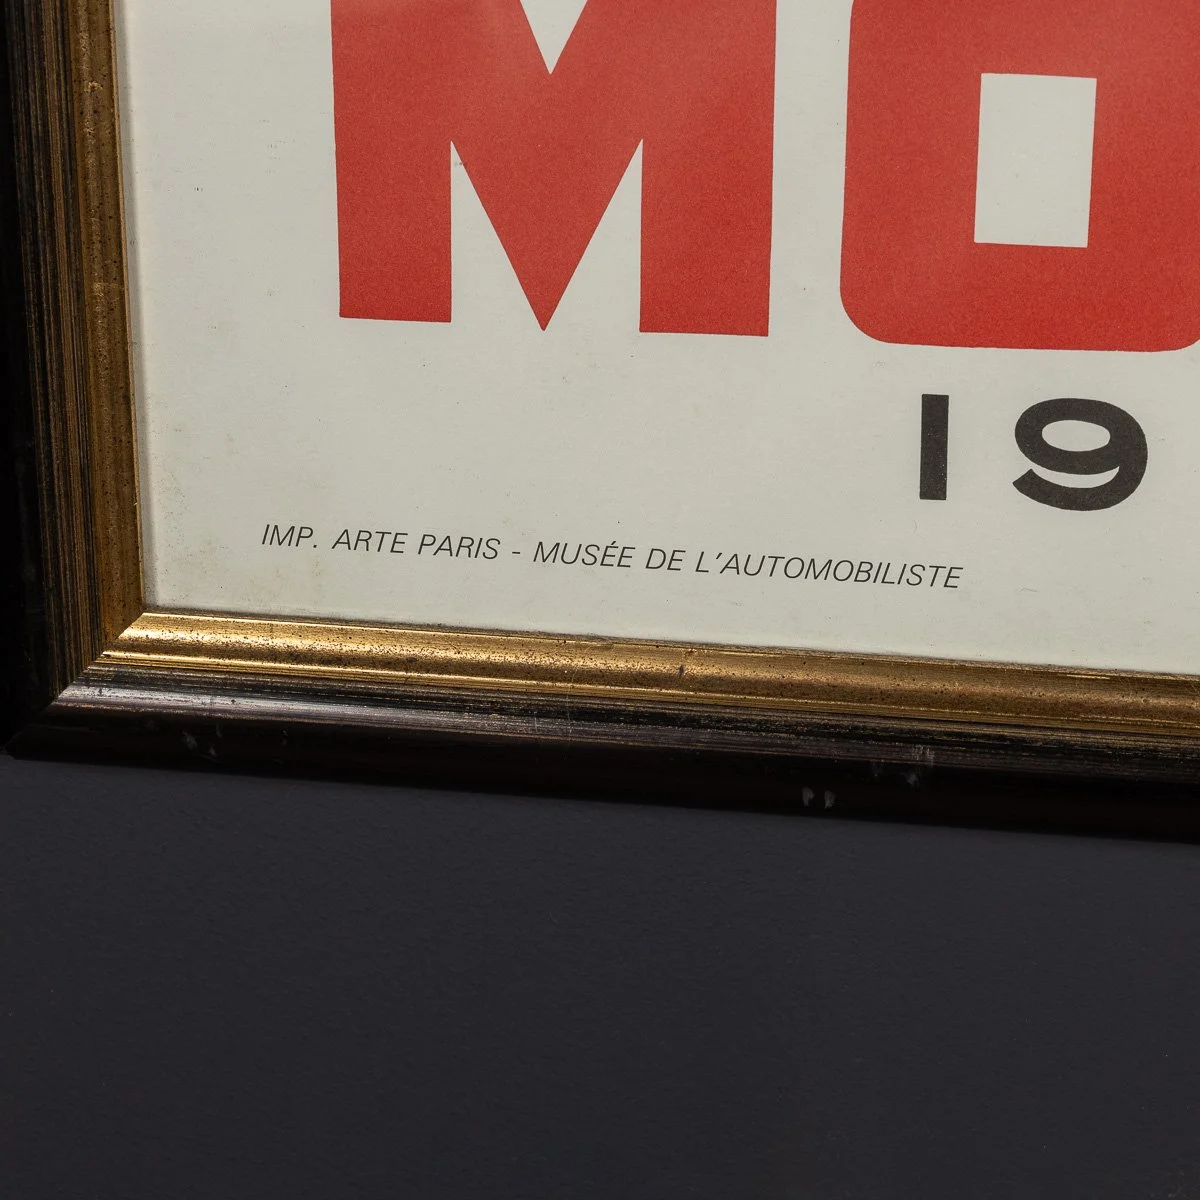 MO
19
IMP. ARTE PARIS - MUSÉE DE L'AUTOMOBILISTE